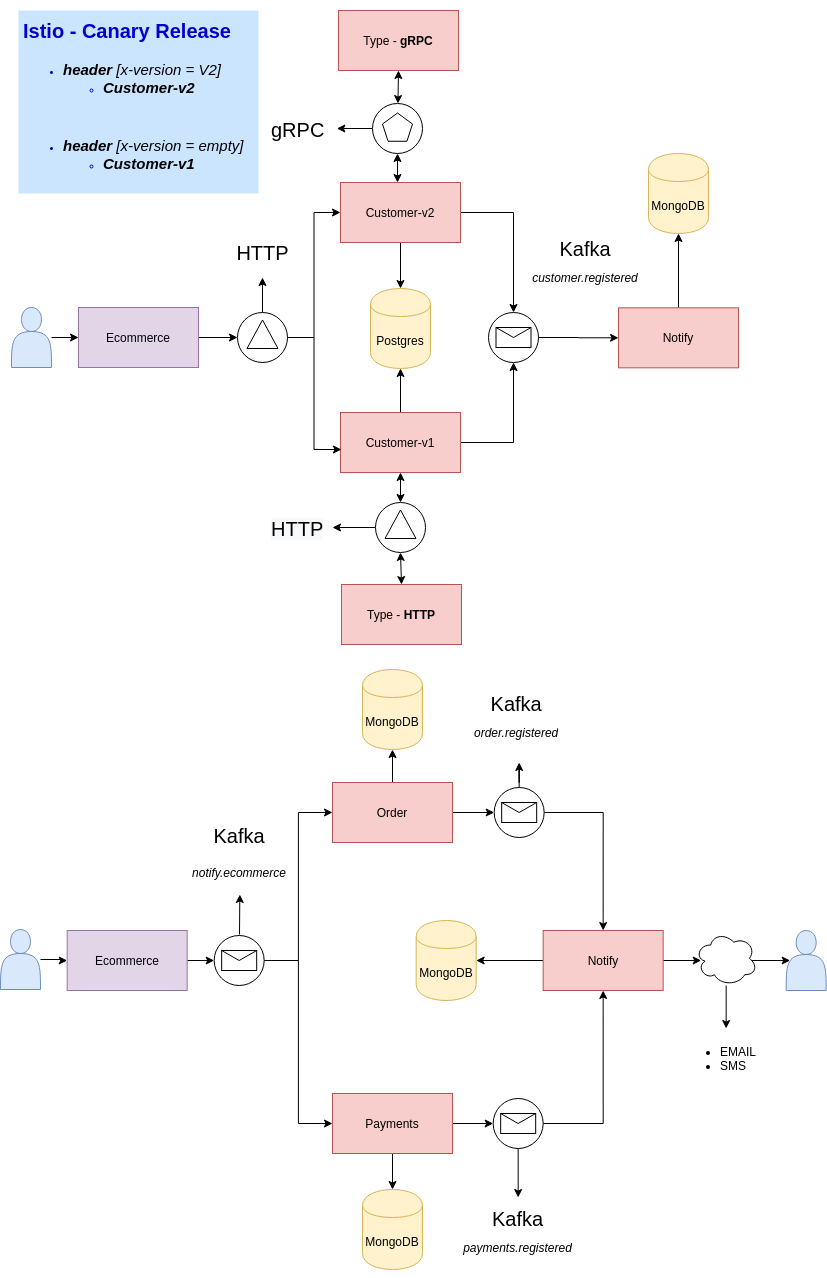 Istio - Canary Release
header [x-version = V2]
Customer-v2
header [x-version = empty]
Customer-v1
Type - gRPC
gRPC
Customer-v2
HTTP
Kafka
customer.registered
MongoDB
Ecommerce
Postgres
Notify
Customer-v1
HTTP
Type - HTTP
MongoDB
Kafka
order.registered
Order
Kafka
notify.ecommerce
Ecommerce
MongoDB
Notify
EMAIL
SMS
Payments
MongoDB
Kafka
payments.registered